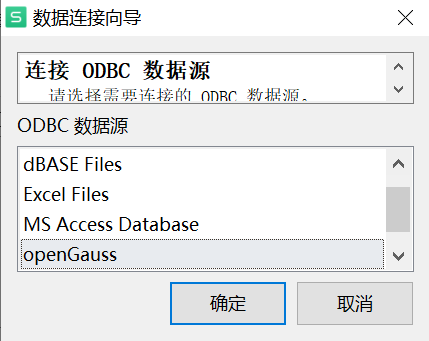 数据连接向导
连接 ODBC 数据源
请选择需要连接的 ODBC 数据源。
ODBC 数据源
dBASE Files
Excel Files
MS Access Database
openGauss
确定
取消